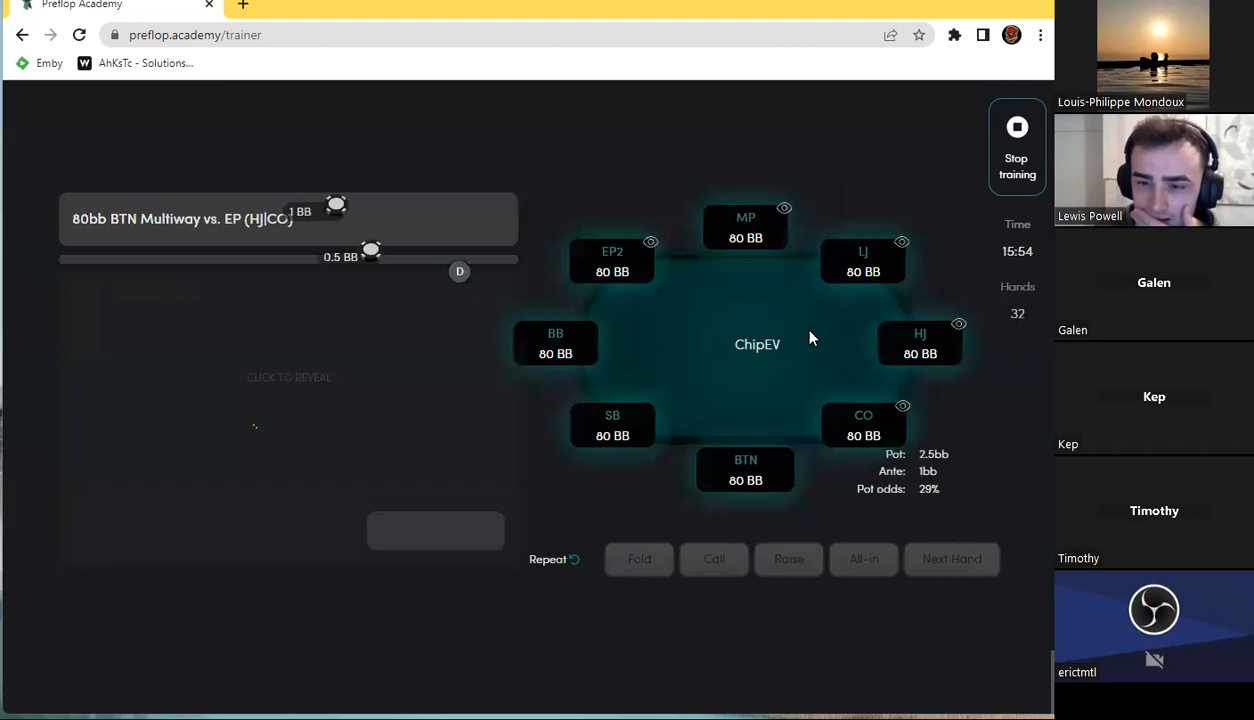 Preflop Academy
preflop.academy/trainer
Emby
AhKsTc - Solutions...
Stop
training
Time
15:54
Hands
32
80bb BTN Multiway vs. EP (HJ|CO)
1 BB
0.5 BB
D
CLICK TO REVEAL
MP
80 BB
EP2
80 BB
LJ
80 BB
BB
80 BB
HJ
80 BB
ChipEV
SB
80 BB
CO
80 BB
BTN
80 BB
Pot: 2.5bb
Ante: 1bb
Pot odds: 29%
Repeat
Fold
Call
Raise
All-in
Next Hand
Louis-Philippe Mondoux
Lewis Powell
Galen
Galen
Kep
Kep
Timothy
Timothy
erictmtl